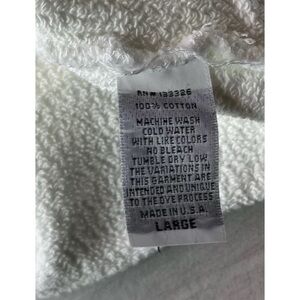 RN# 133326
100% COTTON
MACHINE WASH
COLD WATER
WITH LIKE COLORS
NO BLEACH
TUMBLE DRY LOW
THE VARIATIONS IN
THIS GARMENT ARE
INTENDED AND UNIQUE
TO THE DYE PROCESS
MADE IN U.S.A.
LARGE